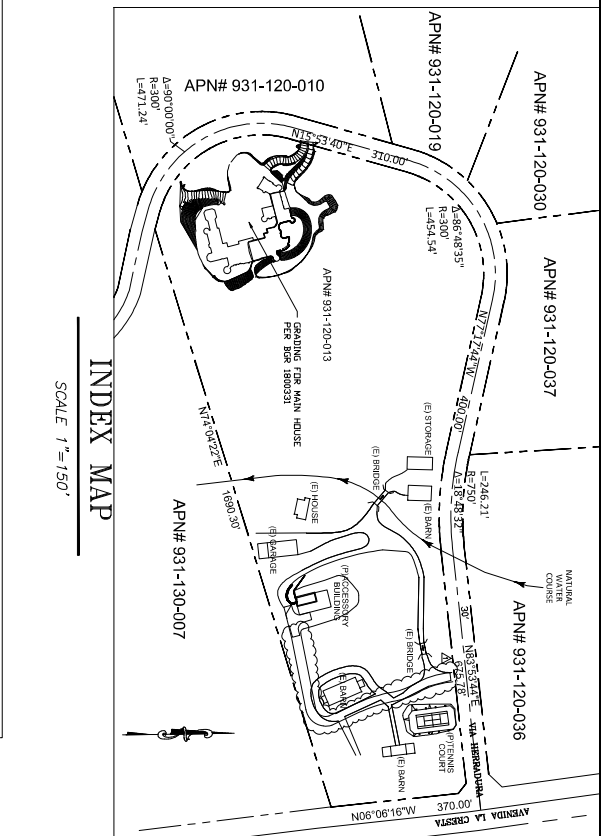 APN# 931-120-010
APN# 931-120-019
APN# 931-120-030
APN# 931-120-037
APN# 931-120-036
Δ=90°00'00"
R=300'
L=471.24'
N15°53'40"E 310.00'
Δ=86°48'35"
R=300'
L=454.54'
N77°17'44"W 400.00'
L=246.21'
R=750'
Δ=18°48'32"
30'
N83°53'44"E
675.78'
VIA HERRADURA
AVENIDA LA CRESTA
N06°06'16"W 370.00'
NATURAL
WATER
COURSE
APN# 931-120-013
GRADING FOR MAIN HOUSE
PER BGR 1800331
(E) STORAGE
(E) BRIDGE
(E) BARN
(E) HOUSE
(E) GARAGE
(P)ACCESSORY
BUILDING
(E) BRIDGE
(E) BARN
(P)TENNIS
COURT
(E) BARN
N74°04'22"E
1690.30'
APN# 931-130-007
INDEX MAP
SCALE 1"=150'